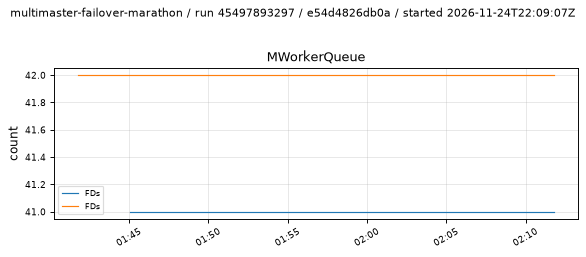 multimaster-failover-marathon / run 45497893297 / e54d4826db0a / started 2026-11-24T22:09:07Z
MWorkerQueue
count
42.0
41.8
41.6
41.4
41.2
41.0
FDs
FDs
01:45
01:50
01:55
02:00
02:05
02:10